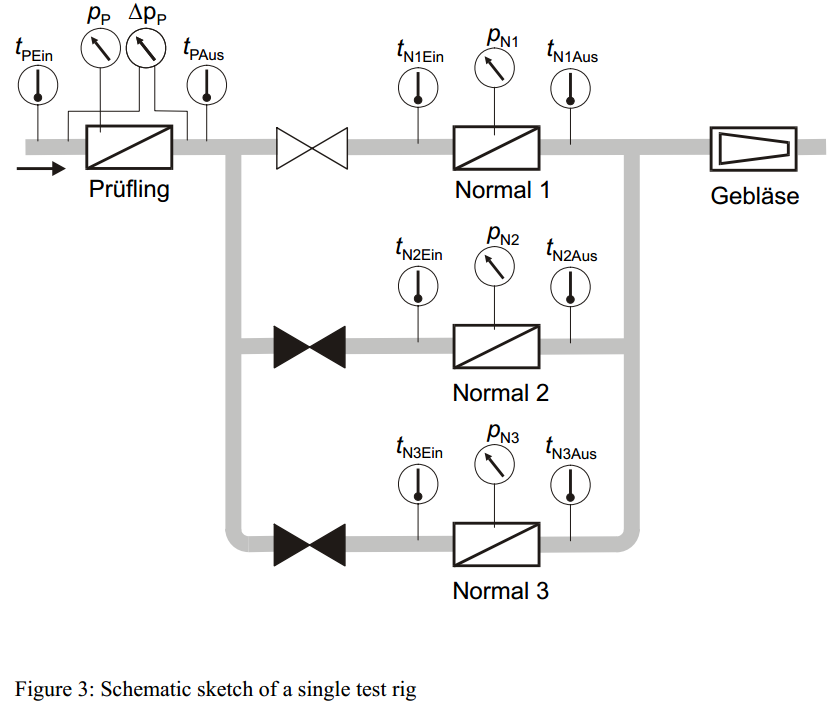 pP ΔpP
tPEin tPAus
Prüfling
tN1Ein pN1 tN1Aus
Normal 1
Gebläse
tN2Ein pN2 tN2Aus
Normal 2
tN3Ein pN3 tN3Aus
Normal 3
Figure 3: Schematic sketch of a single test rig